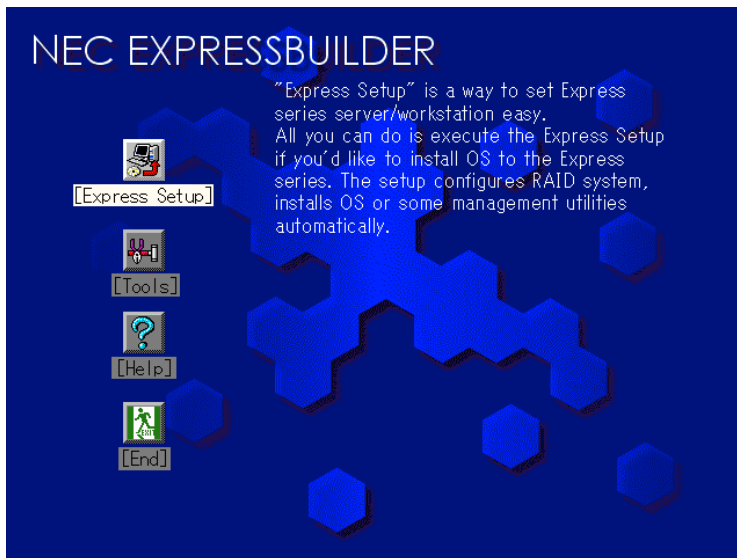 NEC EXPRESSBUILDER
"Express Setup" is a way to set Express
series server/workstation easy.
All you can do is execute the Express Setup
if you'd like to install OS to the Express
series. The setup configures RAID system,
installs OS or some management utilities
automatically.
[Express Setup]
[Tools]
[Help]
EXIT
[End]